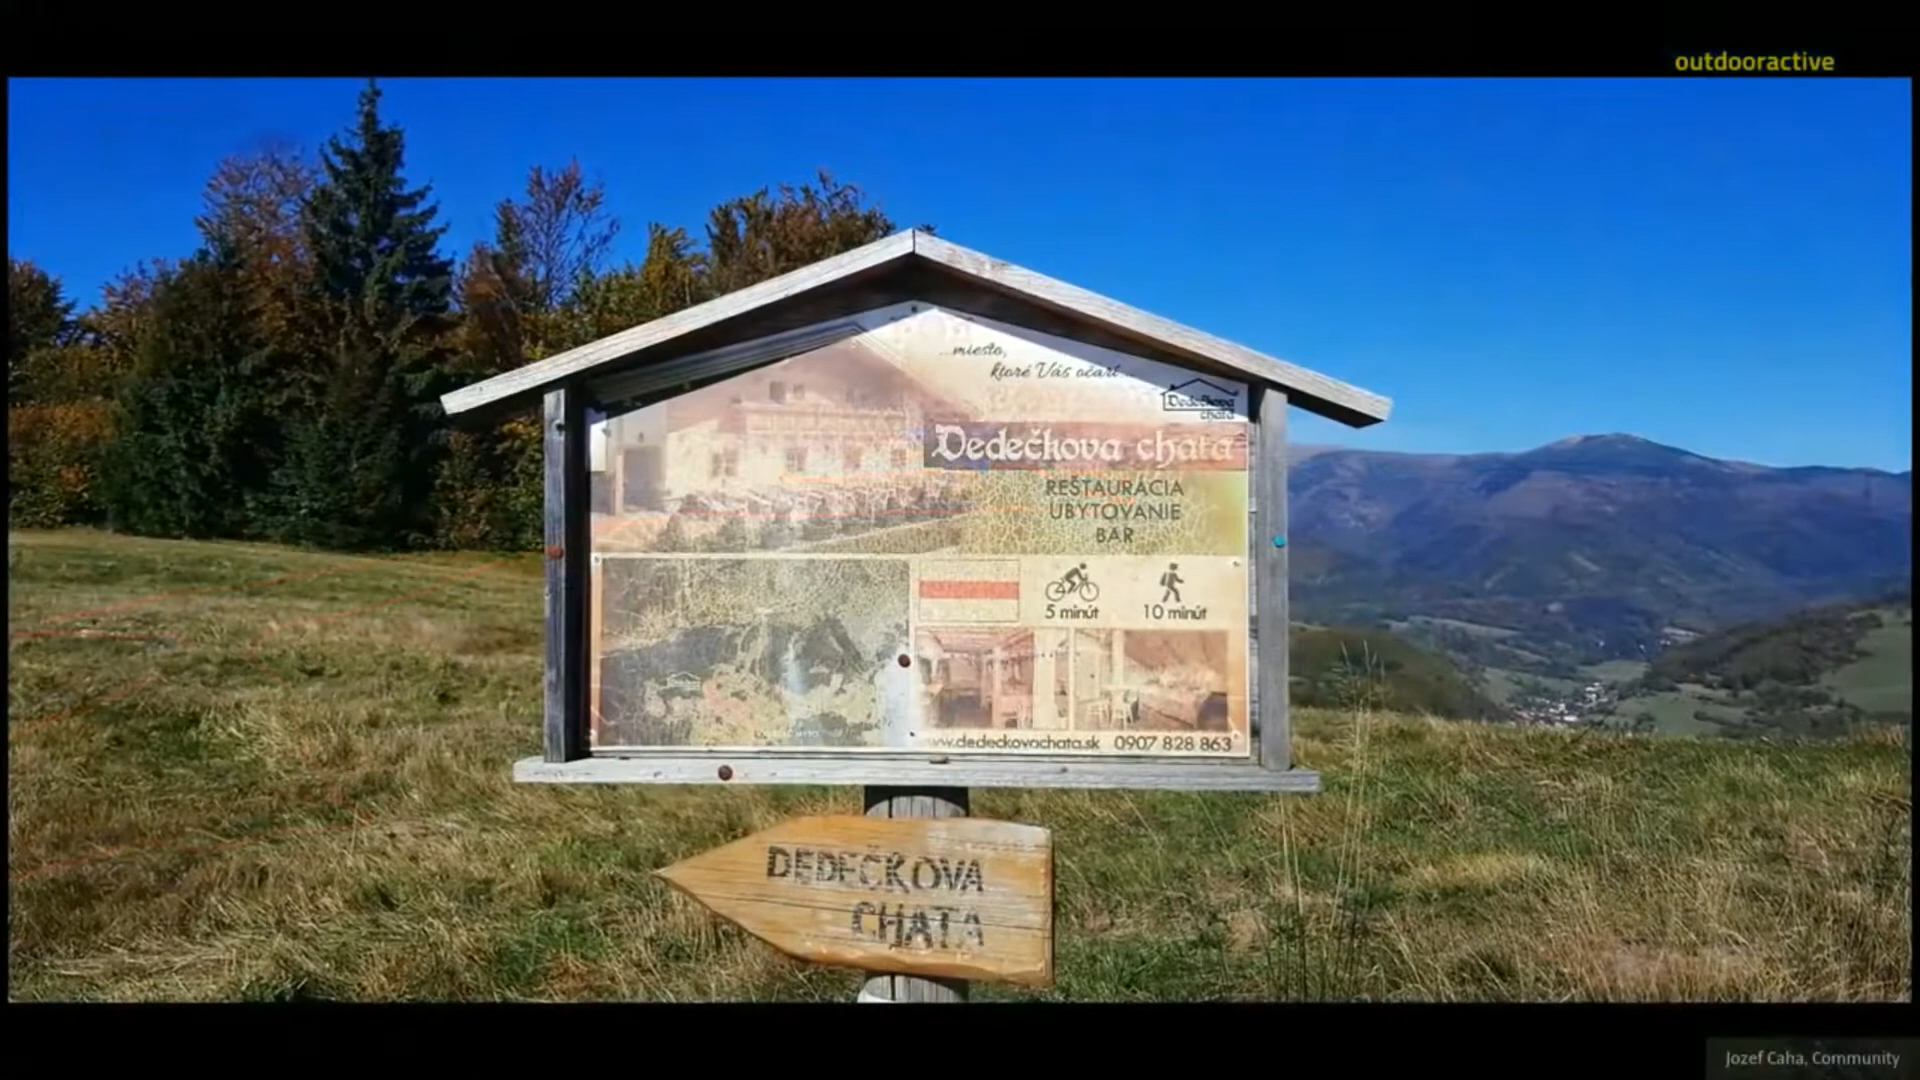 outdooractive
...miesto,
ktoré Vás očarí...
Dedečkova
chata
Dedečkova chata
REŠTAURÁCIA
UBYTOVANIE
BAR
5 minút
10 minút
www.dedeckovachata.sk 0907 828 863
DEDEČKOVA
CHATA
Jozef Caha, Community